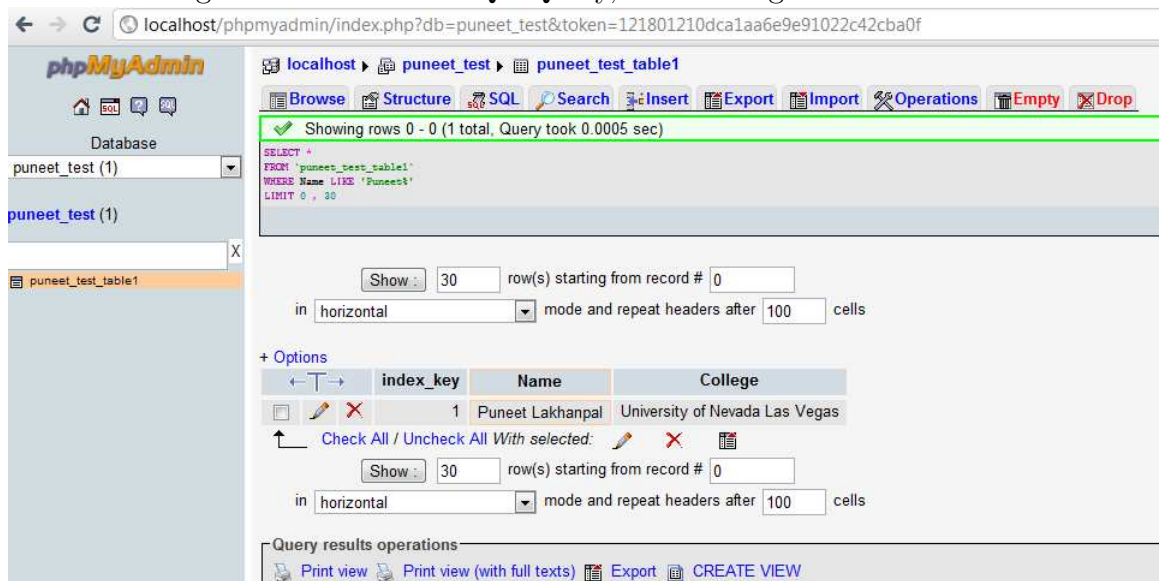 localhost/phpmyadmin/index.php?db=puneet_test&token=121801210dca1aa6e9e91022c42cba0f
phpMyAdmin
localhost ▸ puneet_test ▸ puneet_test_table1
Browse Structure SQL Search Insert Export Import Operations Empty Drop
Showing rows 0 - 0 (1 total, Query took 0.0005 sec)
SELECT *
FROM `puneet_test_table1`
WHERE Name LIKE 'Puneet%'
LIMIT 0 , 30
Database
puneet_test (1)
puneet_test (1)
X
puneet_test_table1
Show : 30 row(s) starting from record # 0
in horizontal mode and repeat headers after 100 cells
+ Options
←T→ index_key Name College
1 Puneet Lakhanpal University of Nevada Las Vegas
Check All / Uncheck All With selected:
Show : 30 row(s) starting from record # 0
in horizontal mode and repeat headers after 100 cells
Query results operations
Print view Print view (with full texts) Export CREATE VIEW